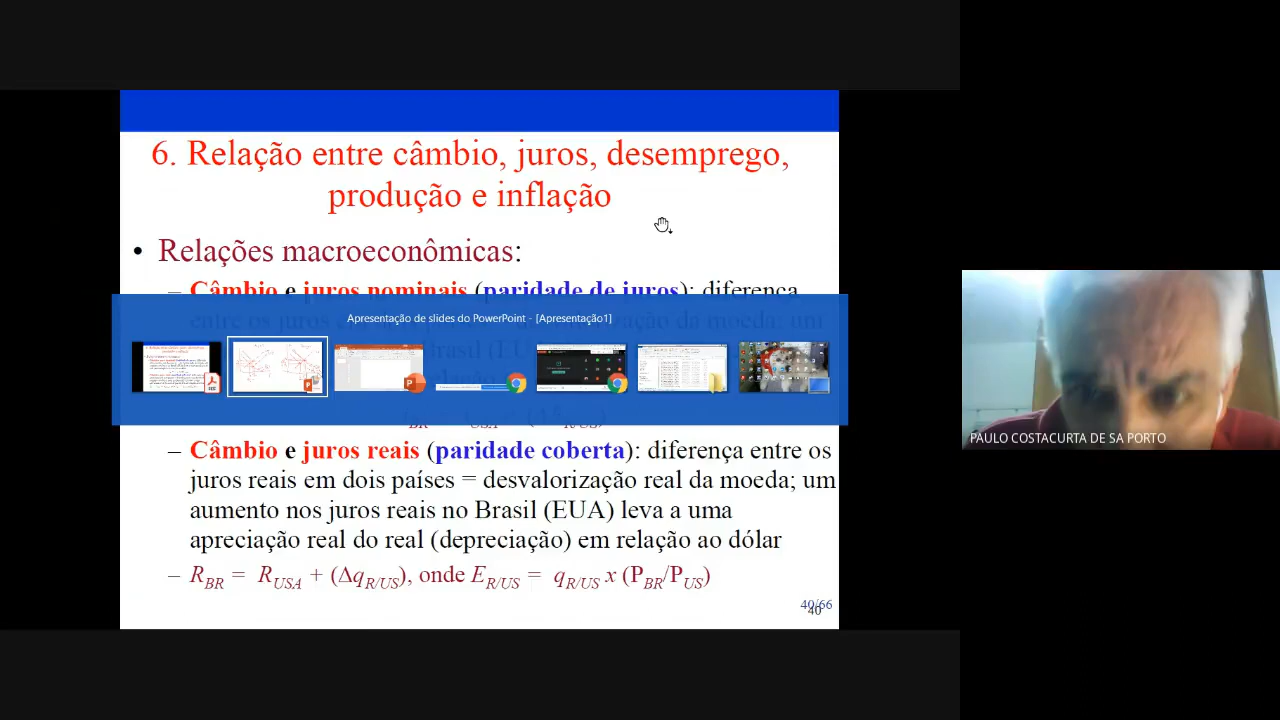 6. Relação entre câmbio, juros, desemprego,
produção e inflação
• Relações macroeconômicas:
– Câmbio e juros nominais (paridade de juros): diferença
Apresentação de slides do PowerPoint - [Apresentação1]
– Câmbio e juros reais (paridade coberta): diferença entre os
juros reais em dois países = desvalorização real da moeda; um
aumento nos juros reais no Brasil (EUA) leva a uma
apreciação real do real (depreciação) em relação ao dólar
– R_BR = R_USA + (Δq_R/US), onde E_R/US = q_R/US x (P_BR/P_US)
40/66
40
PAULO COSTACURTA DE SA PORTO